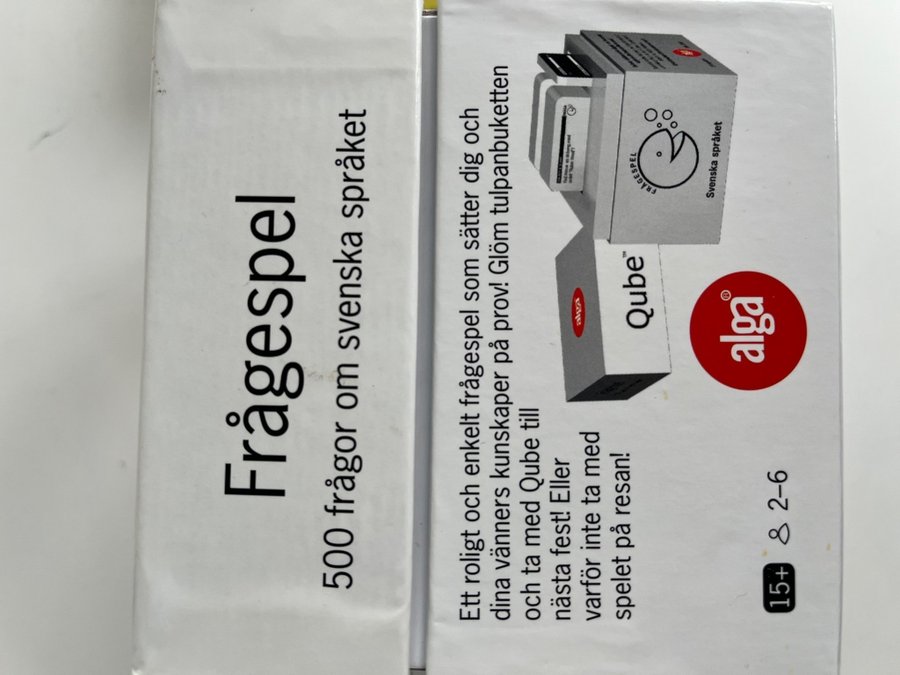 Frågespel
500 frågor om svenska språket
Ett roligt och enkelt frågespel som sätter dig och
dina vänners kunskaper på prov! Glöm tulpanbuketten
och ta med Qube till
nästa fest! Eller
varför inte ta med
spelet på resan!
alga
Qube™
FRÅGESPEL
Svenska språket
alga®
15+ 2–6